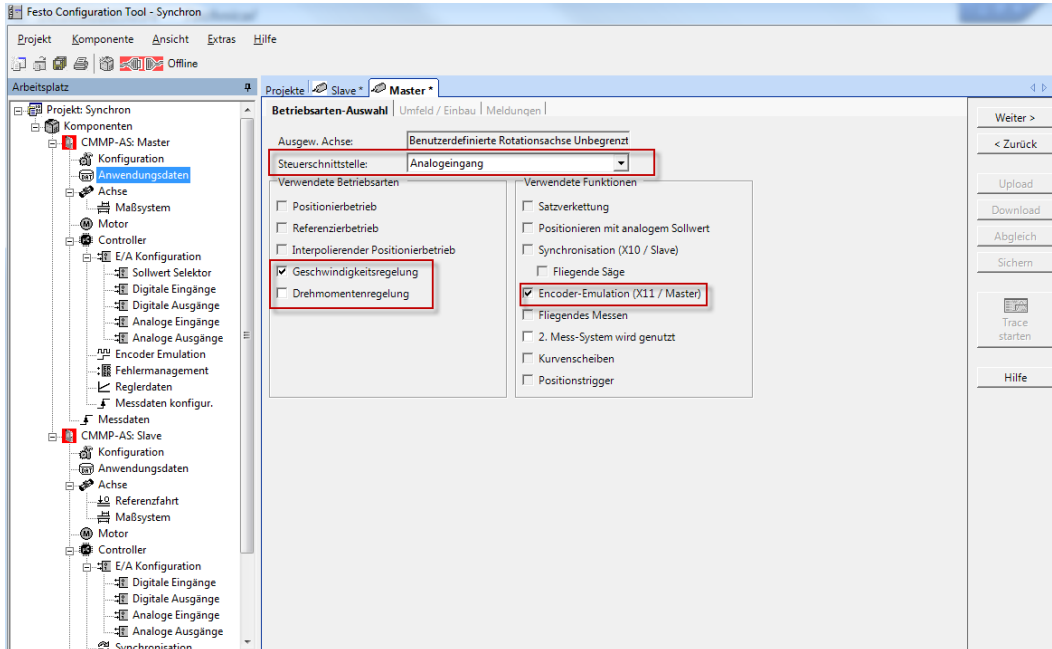 Festo Configuration Tool - Synchron
Projekt Komponente Ansicht Extras Hilfe
Offline
Arbeitsplatz
Projekt: Synchron
Komponenten
CMMP-AS: Master
Konfiguration
Anwendungsdaten
Achse
Maßsystem
Motor
Controller
E/A Konfiguration
Sollwert Selektor
Digitale Eingänge
Digitale Ausgänge
Analoge Eingänge
Analoge Ausgänge
Encoder Emulation
Fehlermanagement
Reglerdaten
Messdaten konfigur.
Messdaten
CMMP-AS: Slave
Konfiguration
Anwendungsdaten
Achse
Referenzfahrt
Maßsystem
Motor
Controller
E/A Konfiguration
Digitale Eingänge
Digitale Ausgänge
Analoge Eingänge
Analoge Ausgänge
Synchronisation
Projekte Slave * Master *
Betriebsarten-Auswahl Umfeld / Einbau Meldungen
Ausgew. Achse: Benutzerdefinierte Rotationsachse Unbegrenzt
Steuerschnittstelle: Analogeingang
Verwendete Betriebsarten
Positionierbetrieb
Referenzierbetrieb
Interpolierender Positionierbetrieb
Geschwindigkeitsregelung
Drehmomentenregelung
Verwendete Funktionen
Satzverkettung
Positionieren mit analogem Sollwert
Synchronisation (X10 / Slave)
Fliegende Säge
Encoder-Emulation (X11 / Master)
Fliegendes Messen
2. Mess-System wird genutzt
Kurvenscheiben
Positionstrigger
Weiter >
< Zurück
Upload
Download
Abgleich
Sichern
Trace
starten
Hilfe